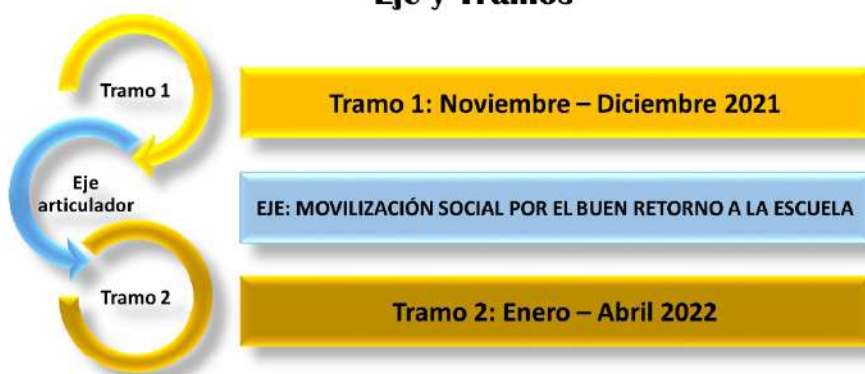 Eje y Tramos
Tramo 1
Tramo 1: Noviembre – Diciembre 2021
Eje
articulador
EJE: MOVILIZACIÓN SOCIAL POR EL BUEN RETORNO A LA ESCUELA
Tramo 2
Tramo 2: Enero – Abril 2022